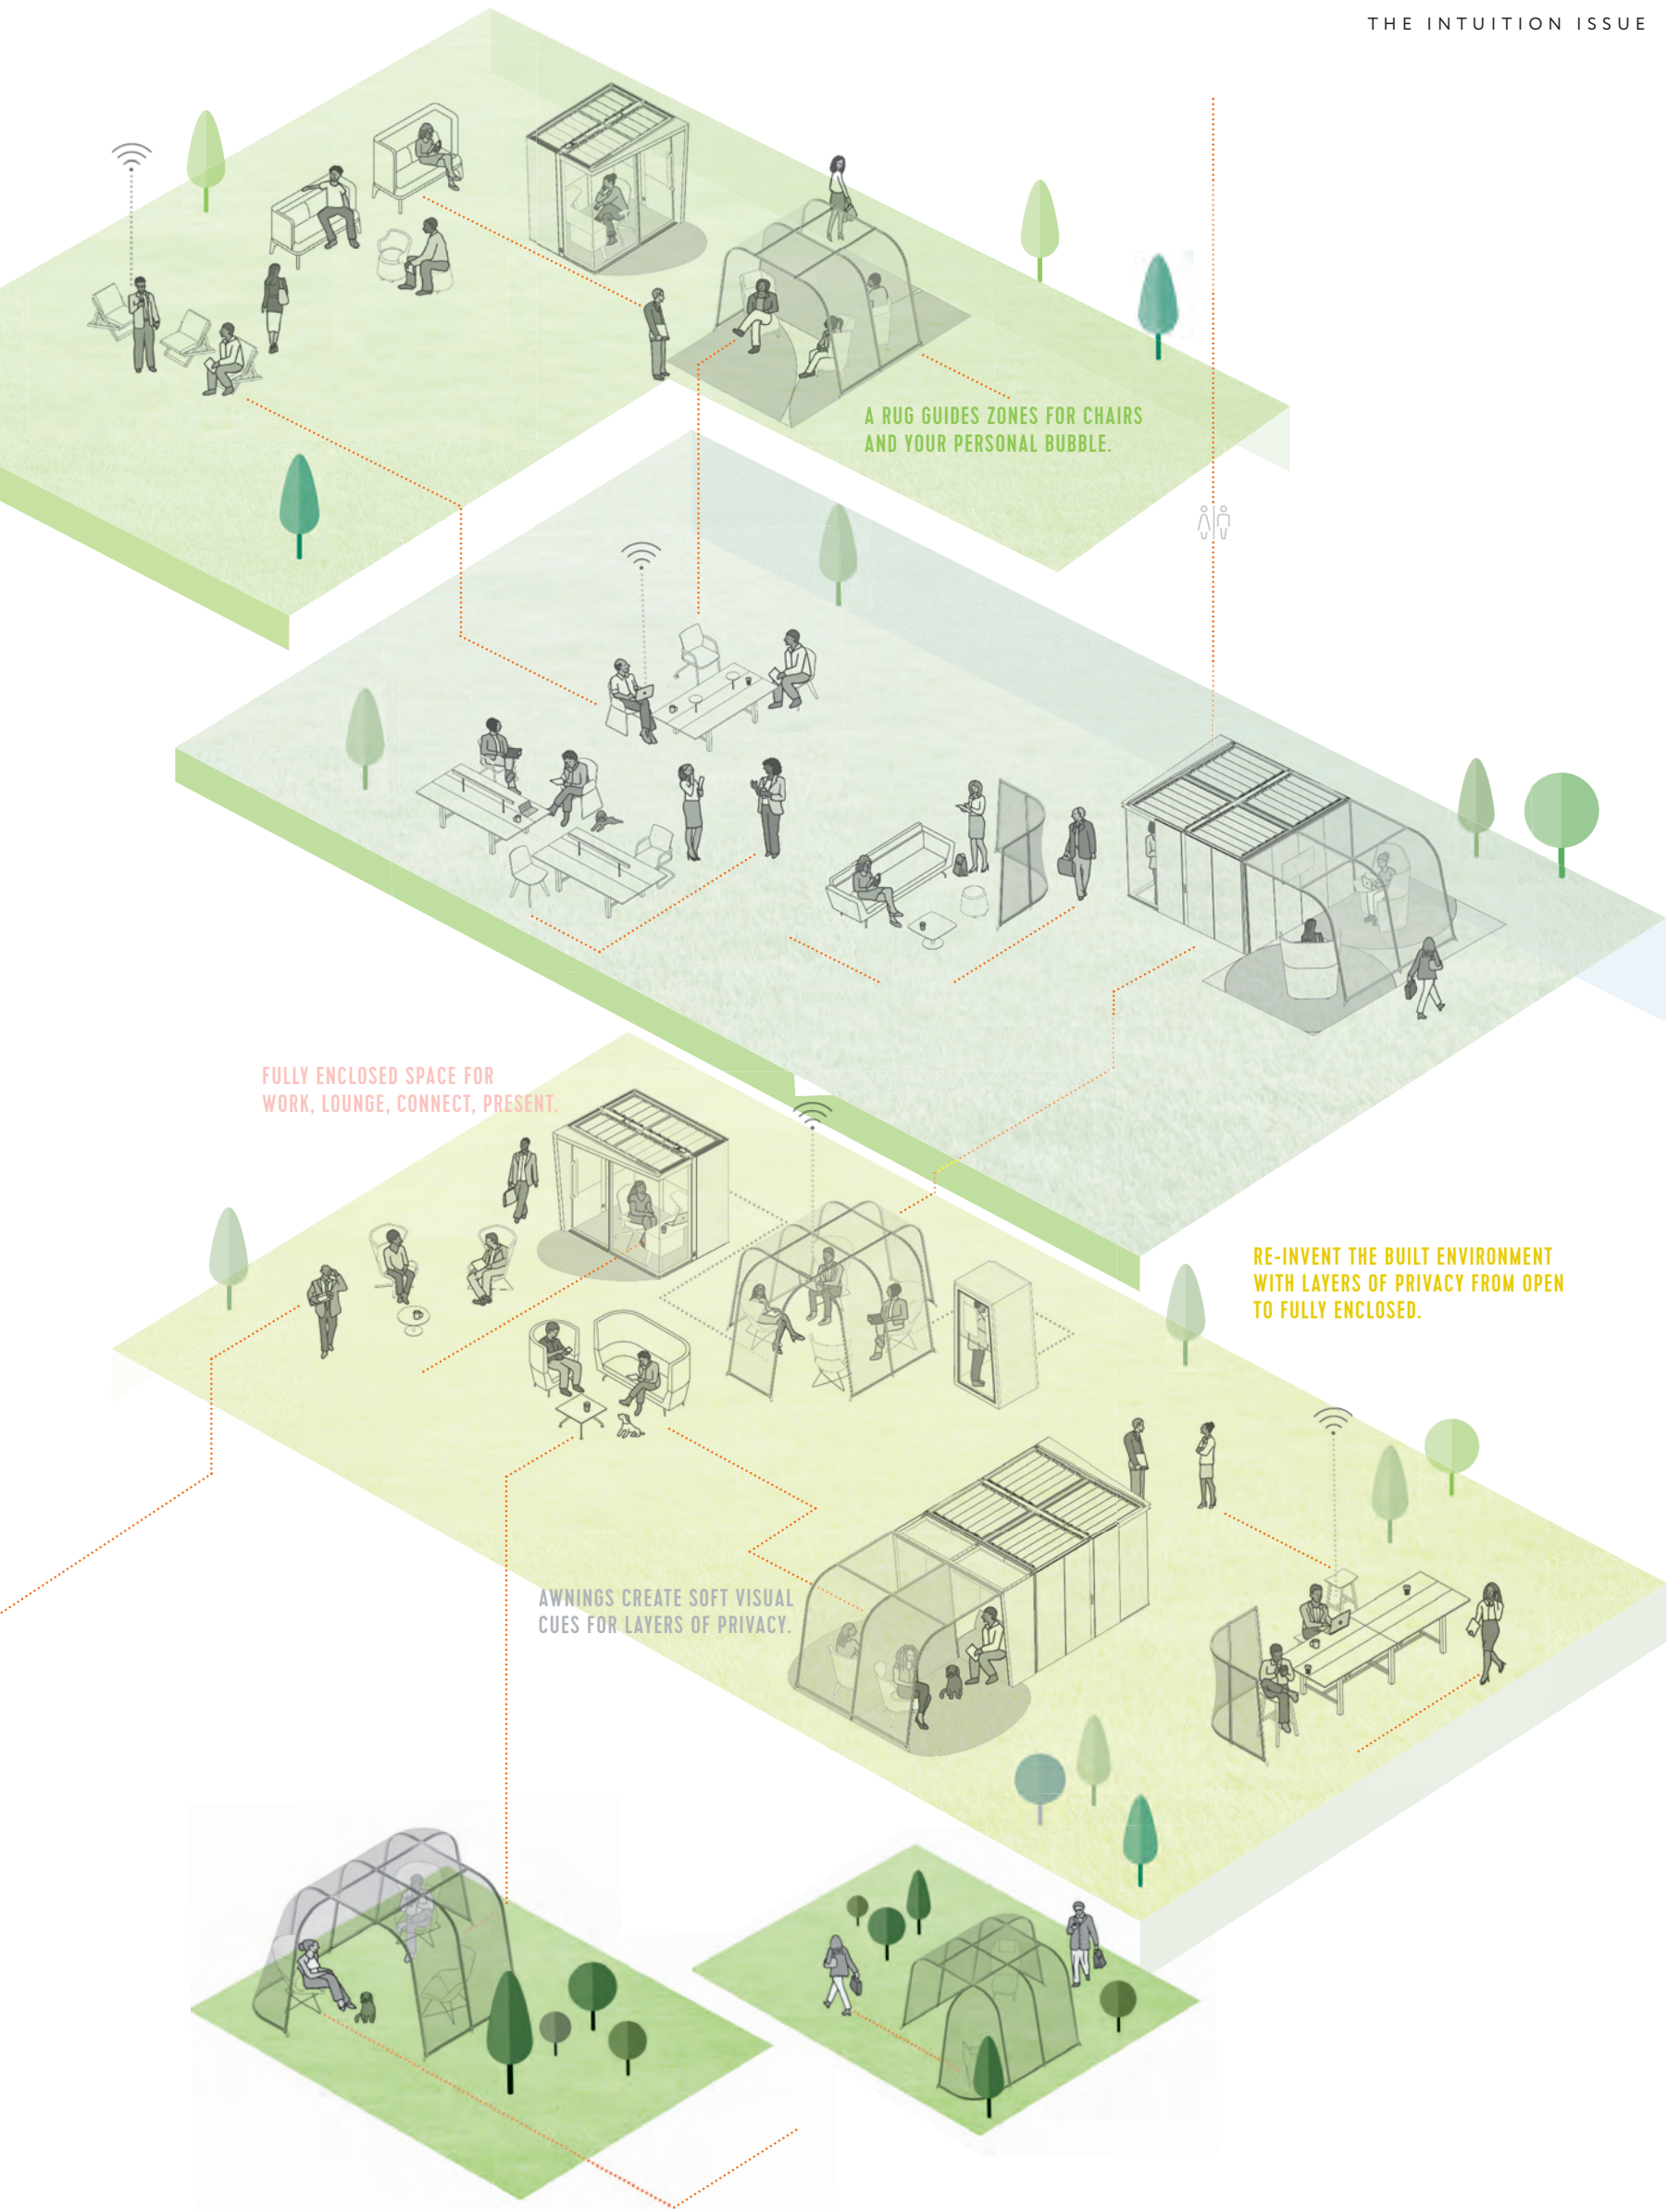 THE INTUITION ISSUE
A RUG GUIDES ZONES FOR CHAIRS
AND YOUR PERSONAL BUBBLE.
FULLY ENCLOSED SPACE FOR
WORK, LOUNGE, CONNECT, PRESENT.
RE-INVENT THE BUILT ENVIRONMENT
WITH LAYERS OF PRIVACY FROM OPEN
TO FULLY ENCLOSED.
AWNINGS CREATE SOFT VISUAL
CUES FOR LAYERS OF PRIVACY.